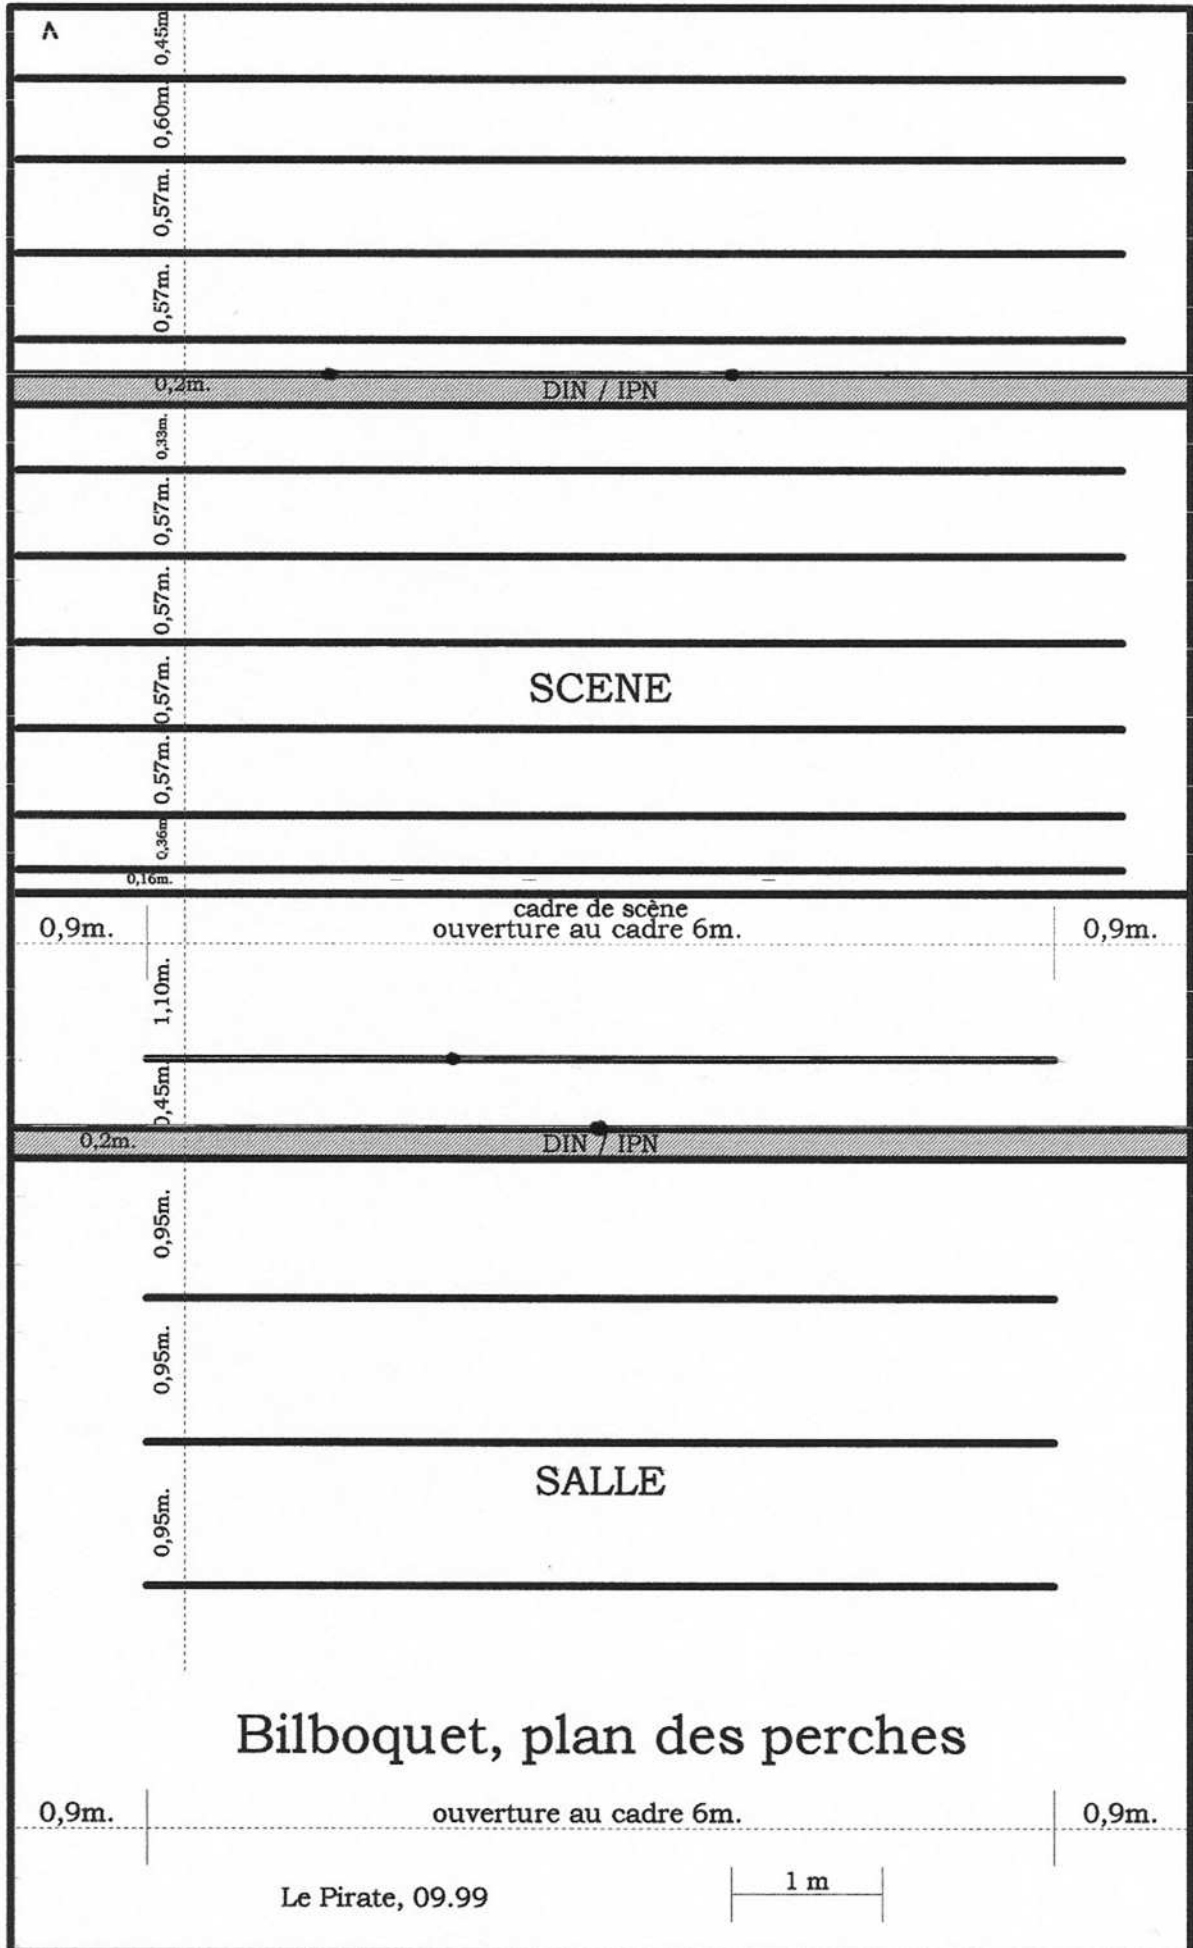 <
0,45m
0,60m.
0,57m.
0,57m.
0,2m.
DIN / IPN
0,33m.
0,57m.
0,57m.
0,57m.
SCENE
0,57m.
0,36m
0,16m.
cadre de scène
0,9m.
ouverture au cadre 6m.
0,9m.
1,10m.
0,45m.
0,2m.
DIN / IPN
0,95m.
0,95m.
SALLE
0,95m.
Bilboquet, plan des perches
0,9m.
ouverture au cadre 6m.
0,9m.
Le Pirate, 09.99
1 m